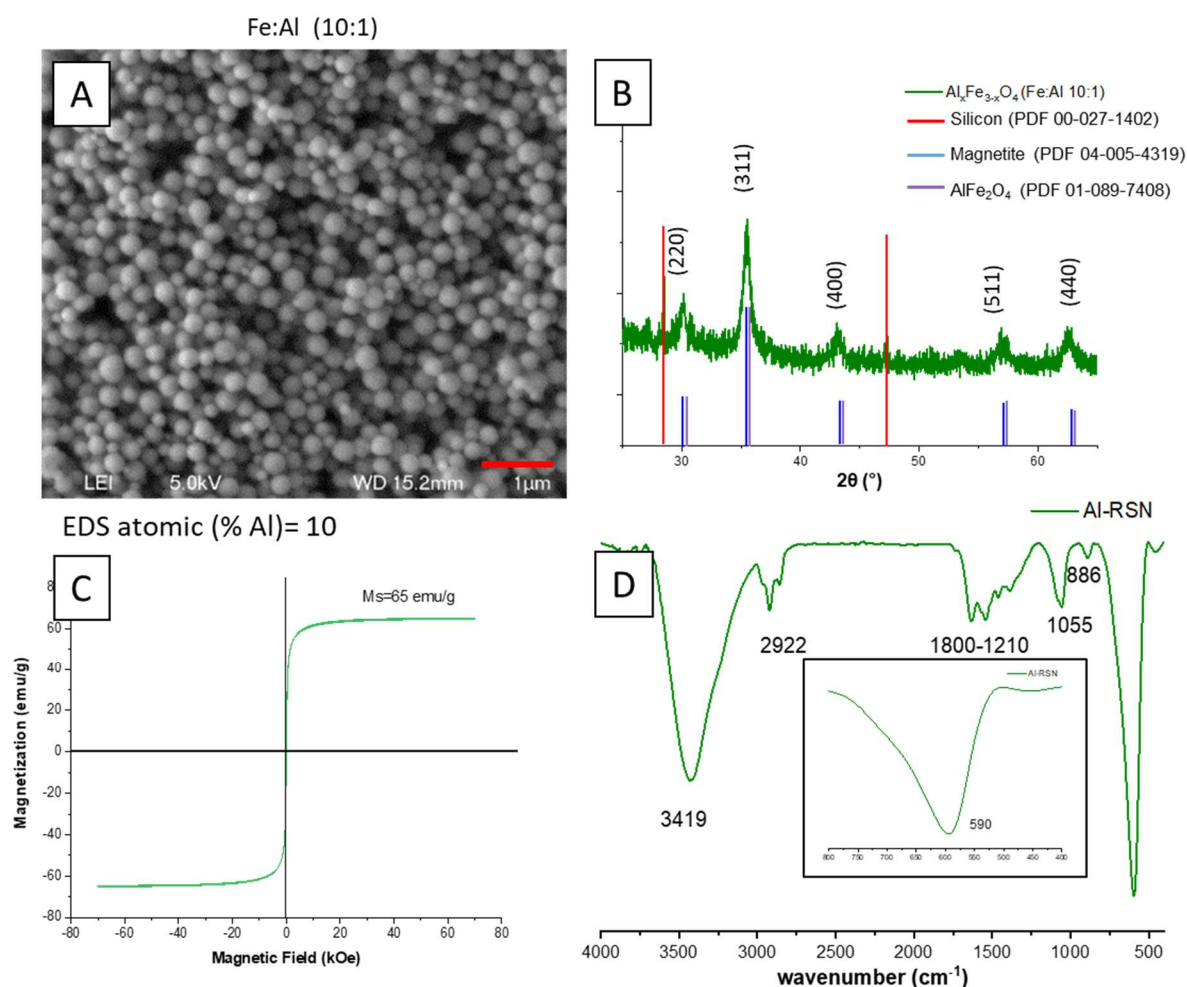 Fe:Al (10:1)
A
LEI 5.0kV WD 15.2mm 1µm
EDS atomic (% Al)= 10
B
AlₓFe₃₋ₓO₄ (Fe:Al 10:1)
Silicon (PDF 00-027-1402)
Magnetite (PDF 04-005-4319)
AlFe₂O₄ (PDF 01-089-7408)
(220)
(311)
(400)
(511)
(440)
30 40 50 60
2θ (°)
C
Ms=65 emu/g
Magnetization (emu/g)
8
60
40
20
0
-20
-40
-60
-80
-80 -60 -40 -20 0 20 40 60 80
Magnetic Field (kOe)
D
Al-RSN
3419
2922
1800-1210
1055
886
Al-RSN
590
800 750 700 650 600 550 500 450 400
4000 3500 3000 2500 2000 1500 1000 500
wavenumber (cm⁻¹)